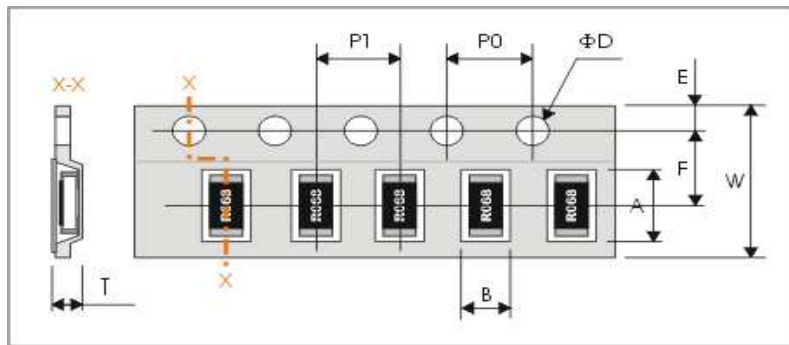 P1 P0 ΦD E
X-X X
F W
R068 R068 R068 R068 R068 A
X
T B